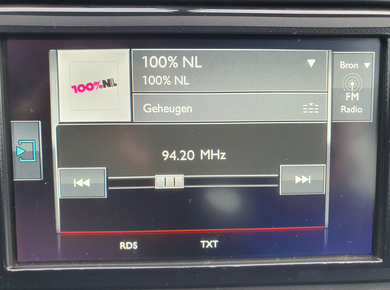 100%NL
100% NL
100% NL
Geheugen
Bron
FM
Radio
94.20 MHz
RDS TXT